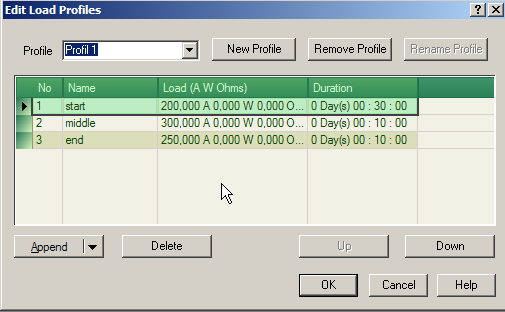 Edit Load Profiles
Profile Profil 1 New Profile Remove Profile Rename Profile
No Name Load (A W Ohms) Duration
1 start 200,000 A 0,000 W 0,000 O... 0 Day(s) 00 : 30 : 00
2 middle 300,000 A 0,000 W 0,000 O... 0 Day(s) 00 : 10 : 00
3 end 250,000 A 0,000 W 0,000 O... 0 Day(s) 00 : 10 : 00
Append Delete Up Down
OK Cancel Help